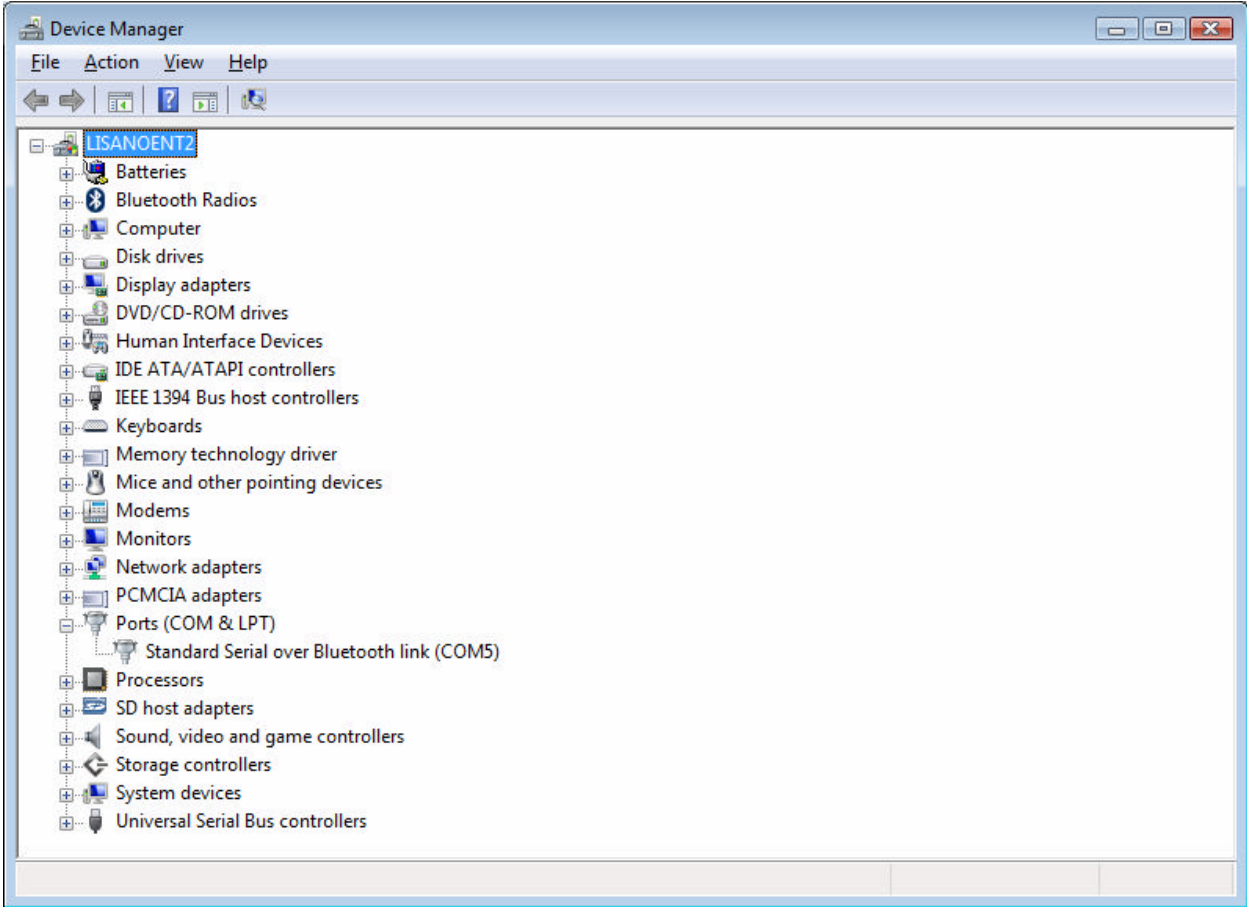 Device Manager
File Action View Help
LISANOENT2
Batteries
Bluetooth Radios
Computer
Disk drives
Display adapters
DVD/CD-ROM drives
Human Interface Devices
IDE ATA/ATAPI controllers
IEEE 1394 Bus host controllers
Keyboards
Memory technology driver
Mice and other pointing devices
Modems
Monitors
Network adapters
PCMCIA adapters
Ports (COM & LPT)
Standard Serial over Bluetooth link (COM5)
Processors
SD host adapters
Sound, video and game controllers
Storage controllers
System devices
Universal Serial Bus controllers